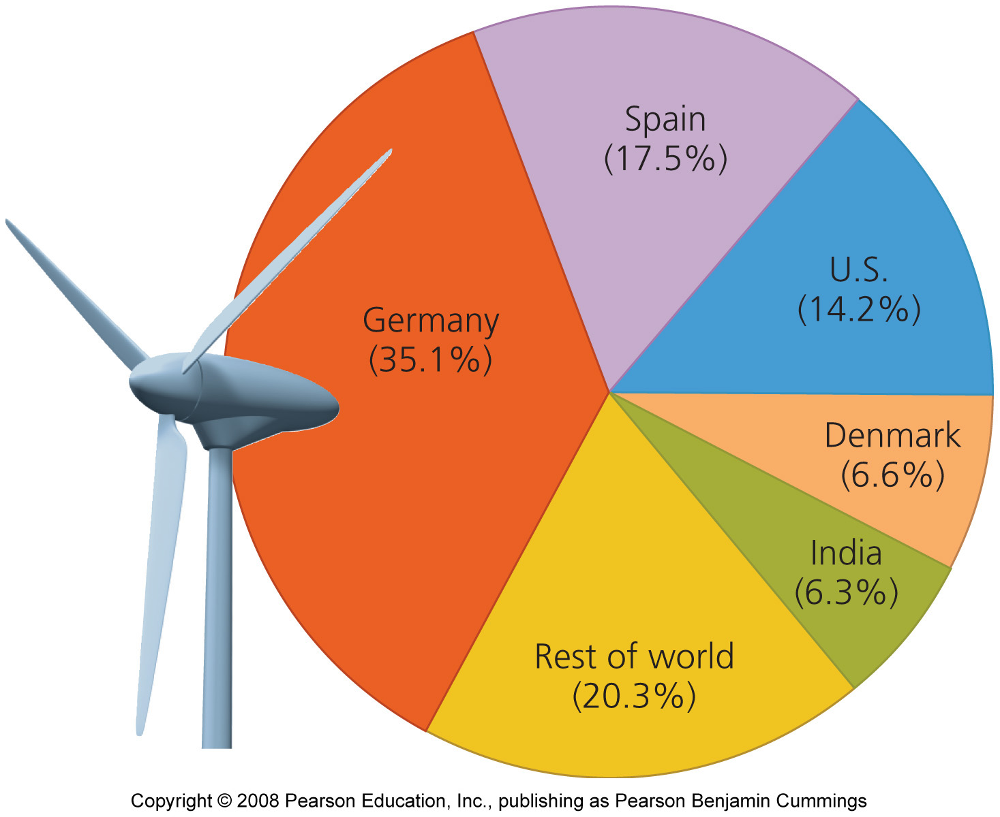 Spain
(17.5%)
U.S.
(14.2%)
Germany
(35.1%)
Denmark
(6.6%)
India
(6.3%)
Rest of world
(20.3%)
Copyright © 2008 Pearson Education, Inc., publishing as Pearson Benjamin Cummings